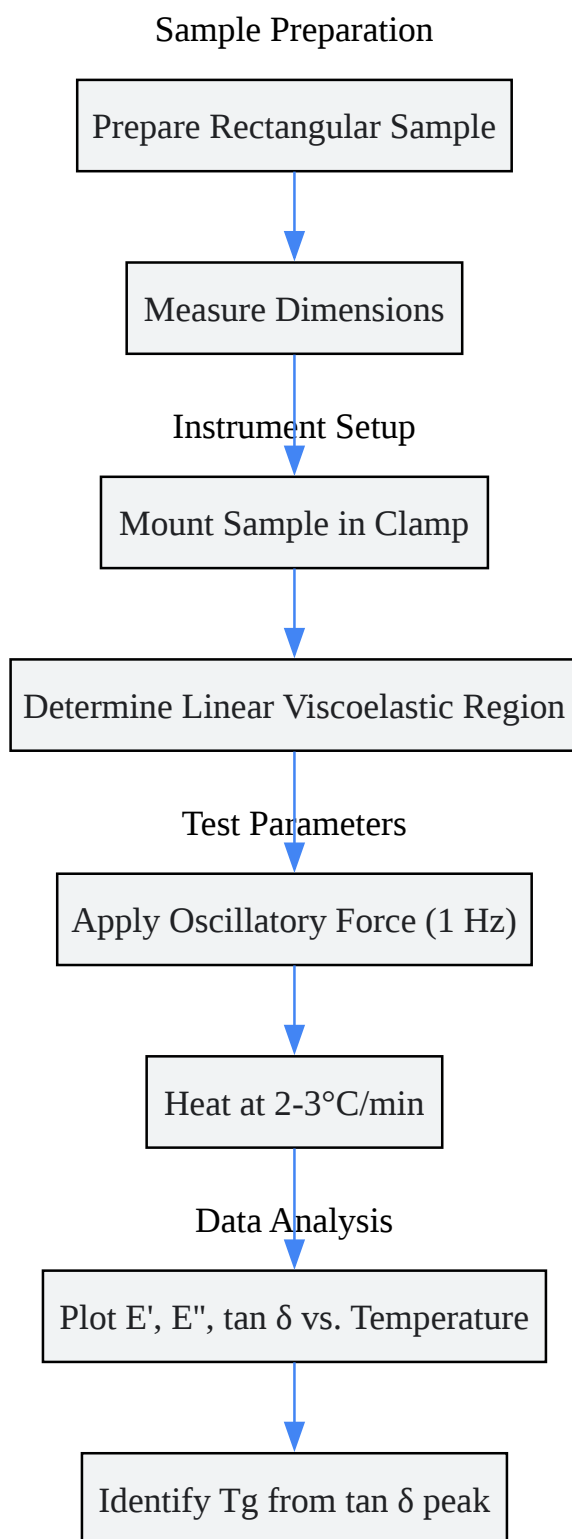 Sample Preparation
Prepare Rectangular Sample
Measure Dimensions
Instrument Setup
Mount Sample in Clamp
Determine Linear Viscoelastic Region
Test Parameters
Apply Oscillatory Force (1 Hz)
Heat at 2-3°C/min
Data Analysis
Plot E', E'', tan δ vs. Temperature
Identify Tg from tan δ peak